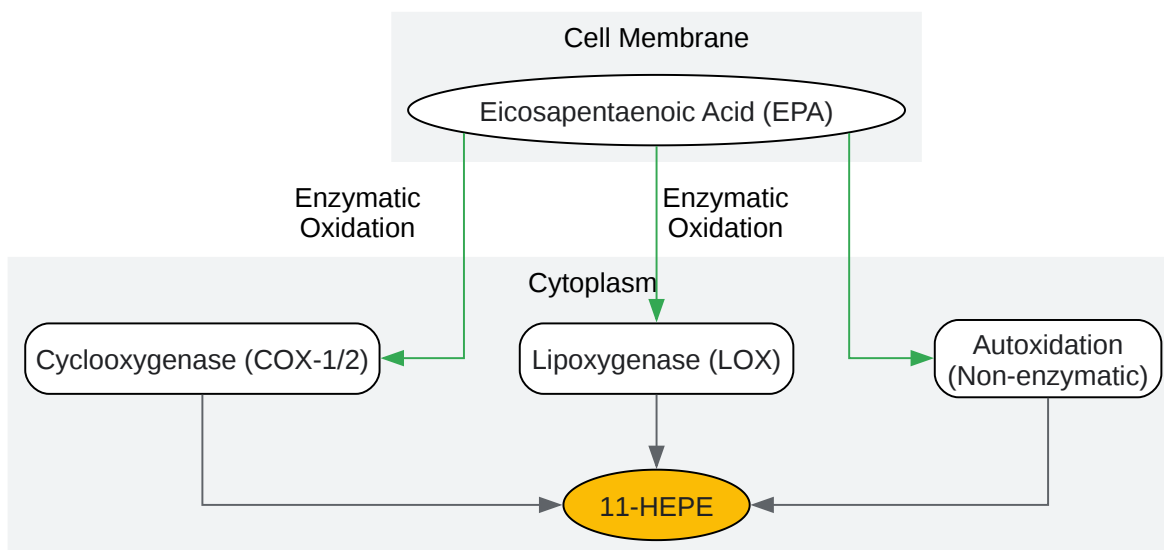 Cell Membrane
Eicosapentaenoic Acid (EPA)
Enzymatic
Oxidation
Enzymatic
Oxidation
Cytoplasm
Cyclooxygenase (COX-1/2)
Lipoxygenase (LOX)
Autoxidation
(Non-enzymatic)
11-HEPE